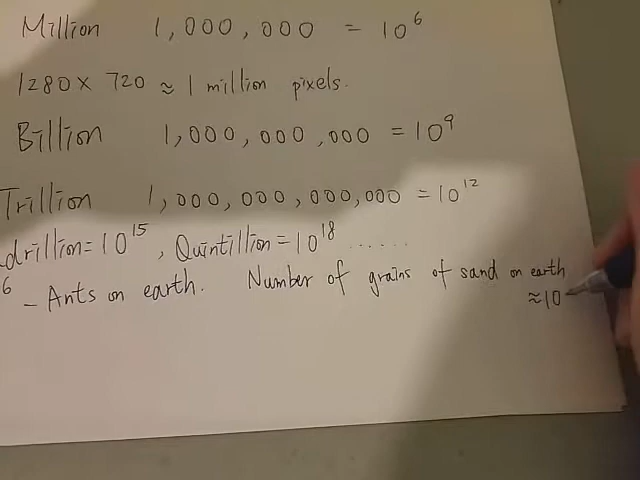 Million 1,000,000 = 10⁶
1280 × 720 ≈ 1 million pixels.
Billion 1,000,000,000 = 10⁹
Trillion 1,000,000,000,000 = 10¹²
drillion = 10¹⁵, Quintillion = 10¹⁸ ......
6 – Ants on earth. Number of grains of sand on earth
≈10